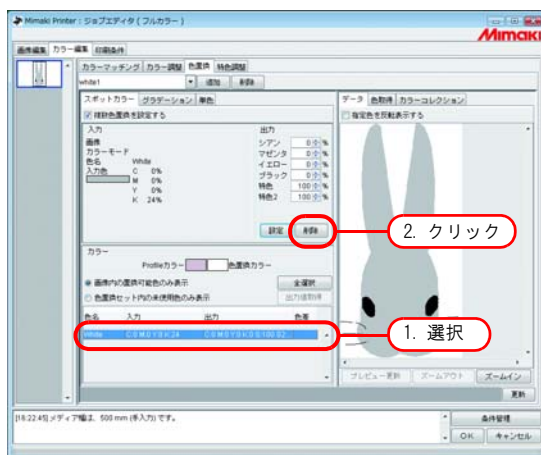 Mimaki Printer : ジョブエディタ ( フルカラー )
Mimaki
画像編集 カラー編集 印刷条件
カラーマッチング カラー調整 色置換 特色調整
white1 追加 削除
スポットカラー グラデーション 単色
複数色置換を設定する
入力
画像
カラーモード
色名 White
入力色 C 0%
M 0%
Y 0%
K 24%
出力
シアン 0 %
マゼンタ 0 %
イエロー 0 %
ブラック 0 %
特色 100 %
特色2 100 %
設定 削除
2. クリック
カラー
Profileカラー 色置換カラー
画像内の置換可能色のみ表示 全選択
色置換セット内の未使用色のみ表示 出力値取得
色名 入力 出力 色差
White C 0 M 0 Y 0 K 24 C 0 M 0 Y 0 K 0 S1100 S2...
1. 選択
データ 色取得 カラーコレクション
指定色を反転表示する
プレビュー更新 ズームアウト ズームイン
更新
[18:22:45] メディア幅は、500 mm (手入力) です。
条件管理
OK キャンセル